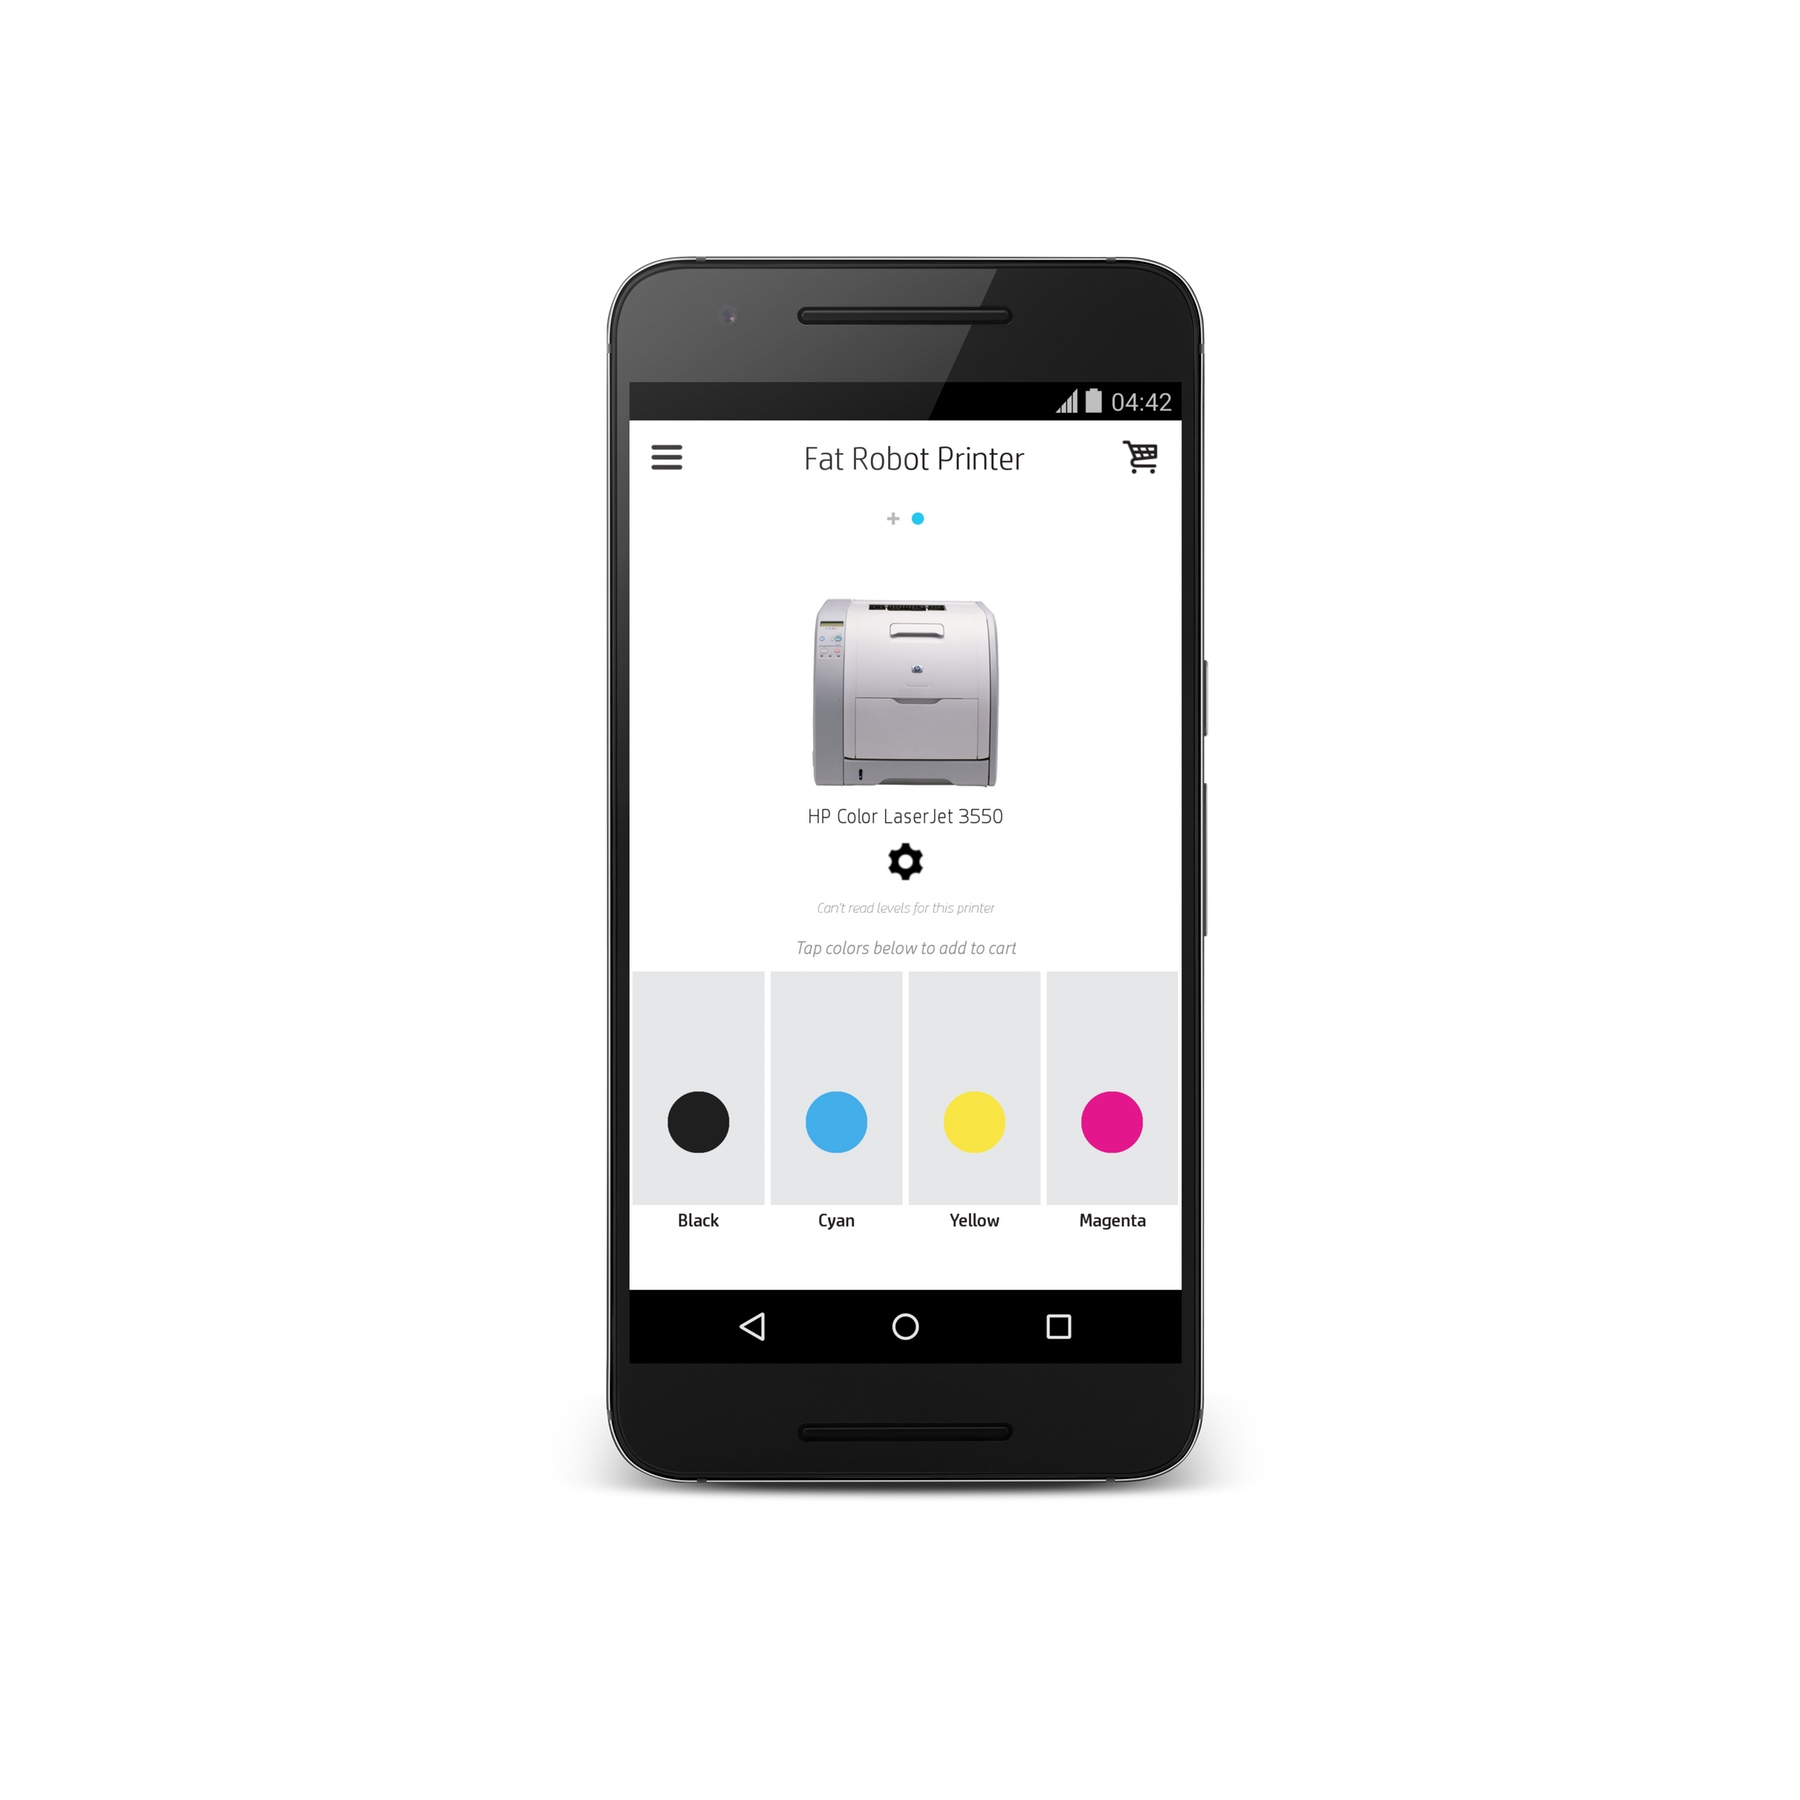 04:42
Fat Robot Printer
HP Color LaserJet 3550
Can't read levels for this printer
Tap colors below to add to cart
Black
Cyan
Yellow
Magenta